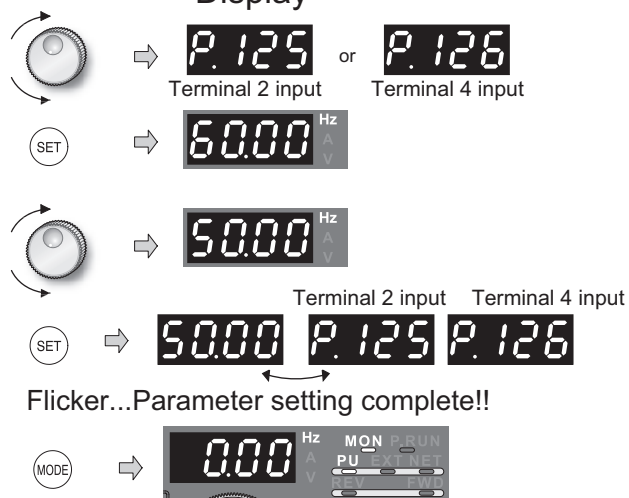 Display
P. 125 or P. 126
Terminal 2 input Terminal 4 input
SET 60.00 Hz
A
V
50.00 Hz
A
V
Terminal 2 input Terminal 4 input
SET 50.00 P. 125 P. 126
Flicker...Parameter setting complete!!
MODE 0.00 Hz MON P.RUN
A PU EXT NET
V REV FWD